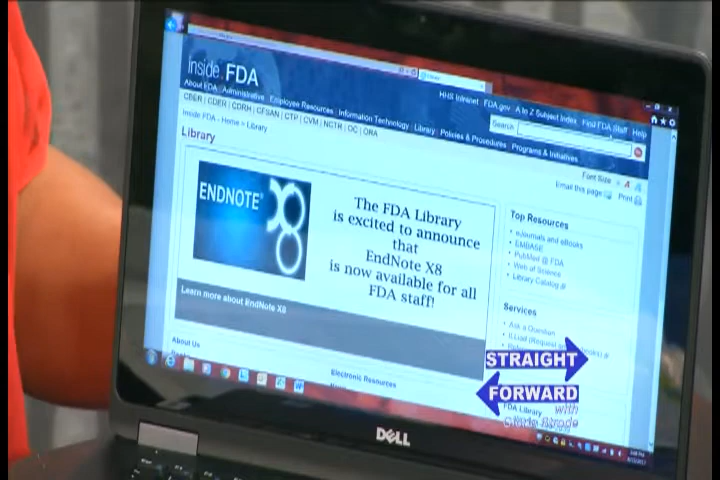 Inside.FDA
HHS Intranet FDA.gov A to Z Subject Index Find FDA Staff Help
About FDA Administrative Employee Resources Information Technology Library Policies & Procedures Programs & Initiatives
Search
CBER | CDER | CDRH | CFSAN | CTP | CVM | NCTR | OC | ORA
Inside FDA - Home > Library
Font Size
Email this page Print
Library
ENDNOTE X8
The FDA Library
is excited to announce
that
EndNote X8
is now available for all
FDA staff!
Learn more about EndNote X8
Top Resources
eJournals and eBooks
EMBASE
PubMed @ FDA
Web of Science
Library Catalog
Services
Ask a Question
About Us
Electronic Resources
FDA Library
STRAIGHT
FORWARD
with
DELL